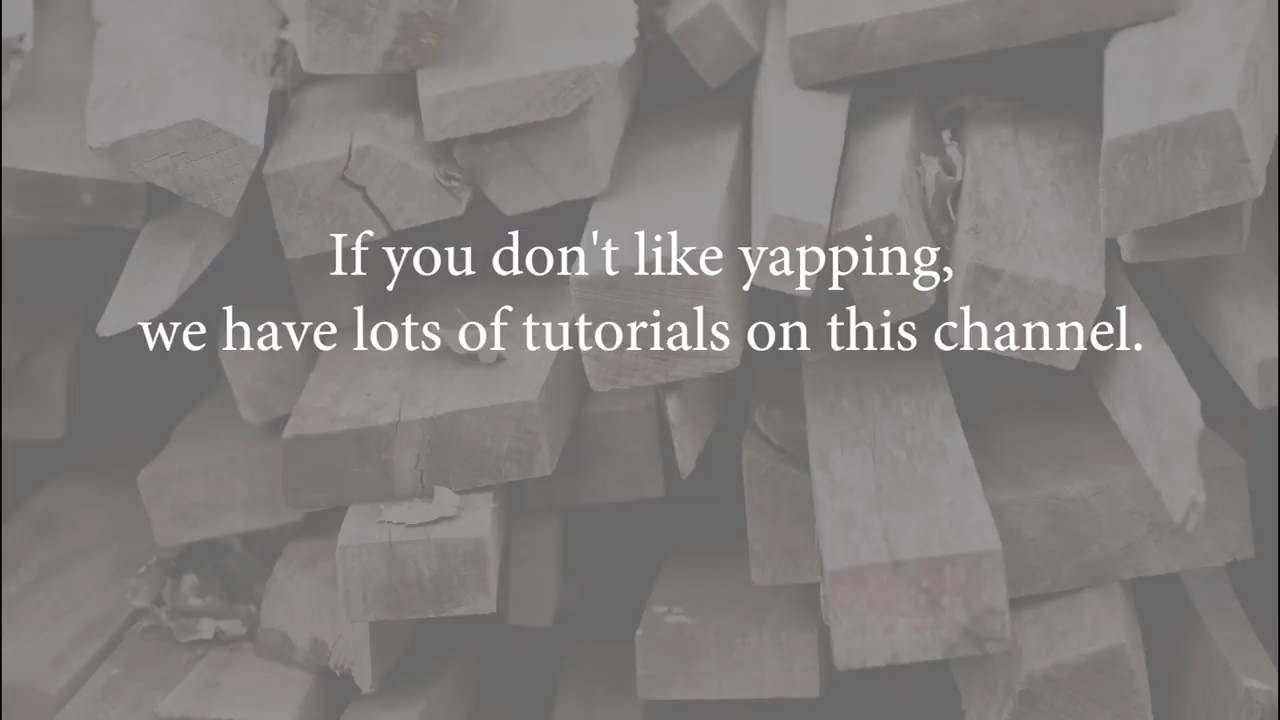 If you don't like yapping,
we have lots of tutorials on this channel.